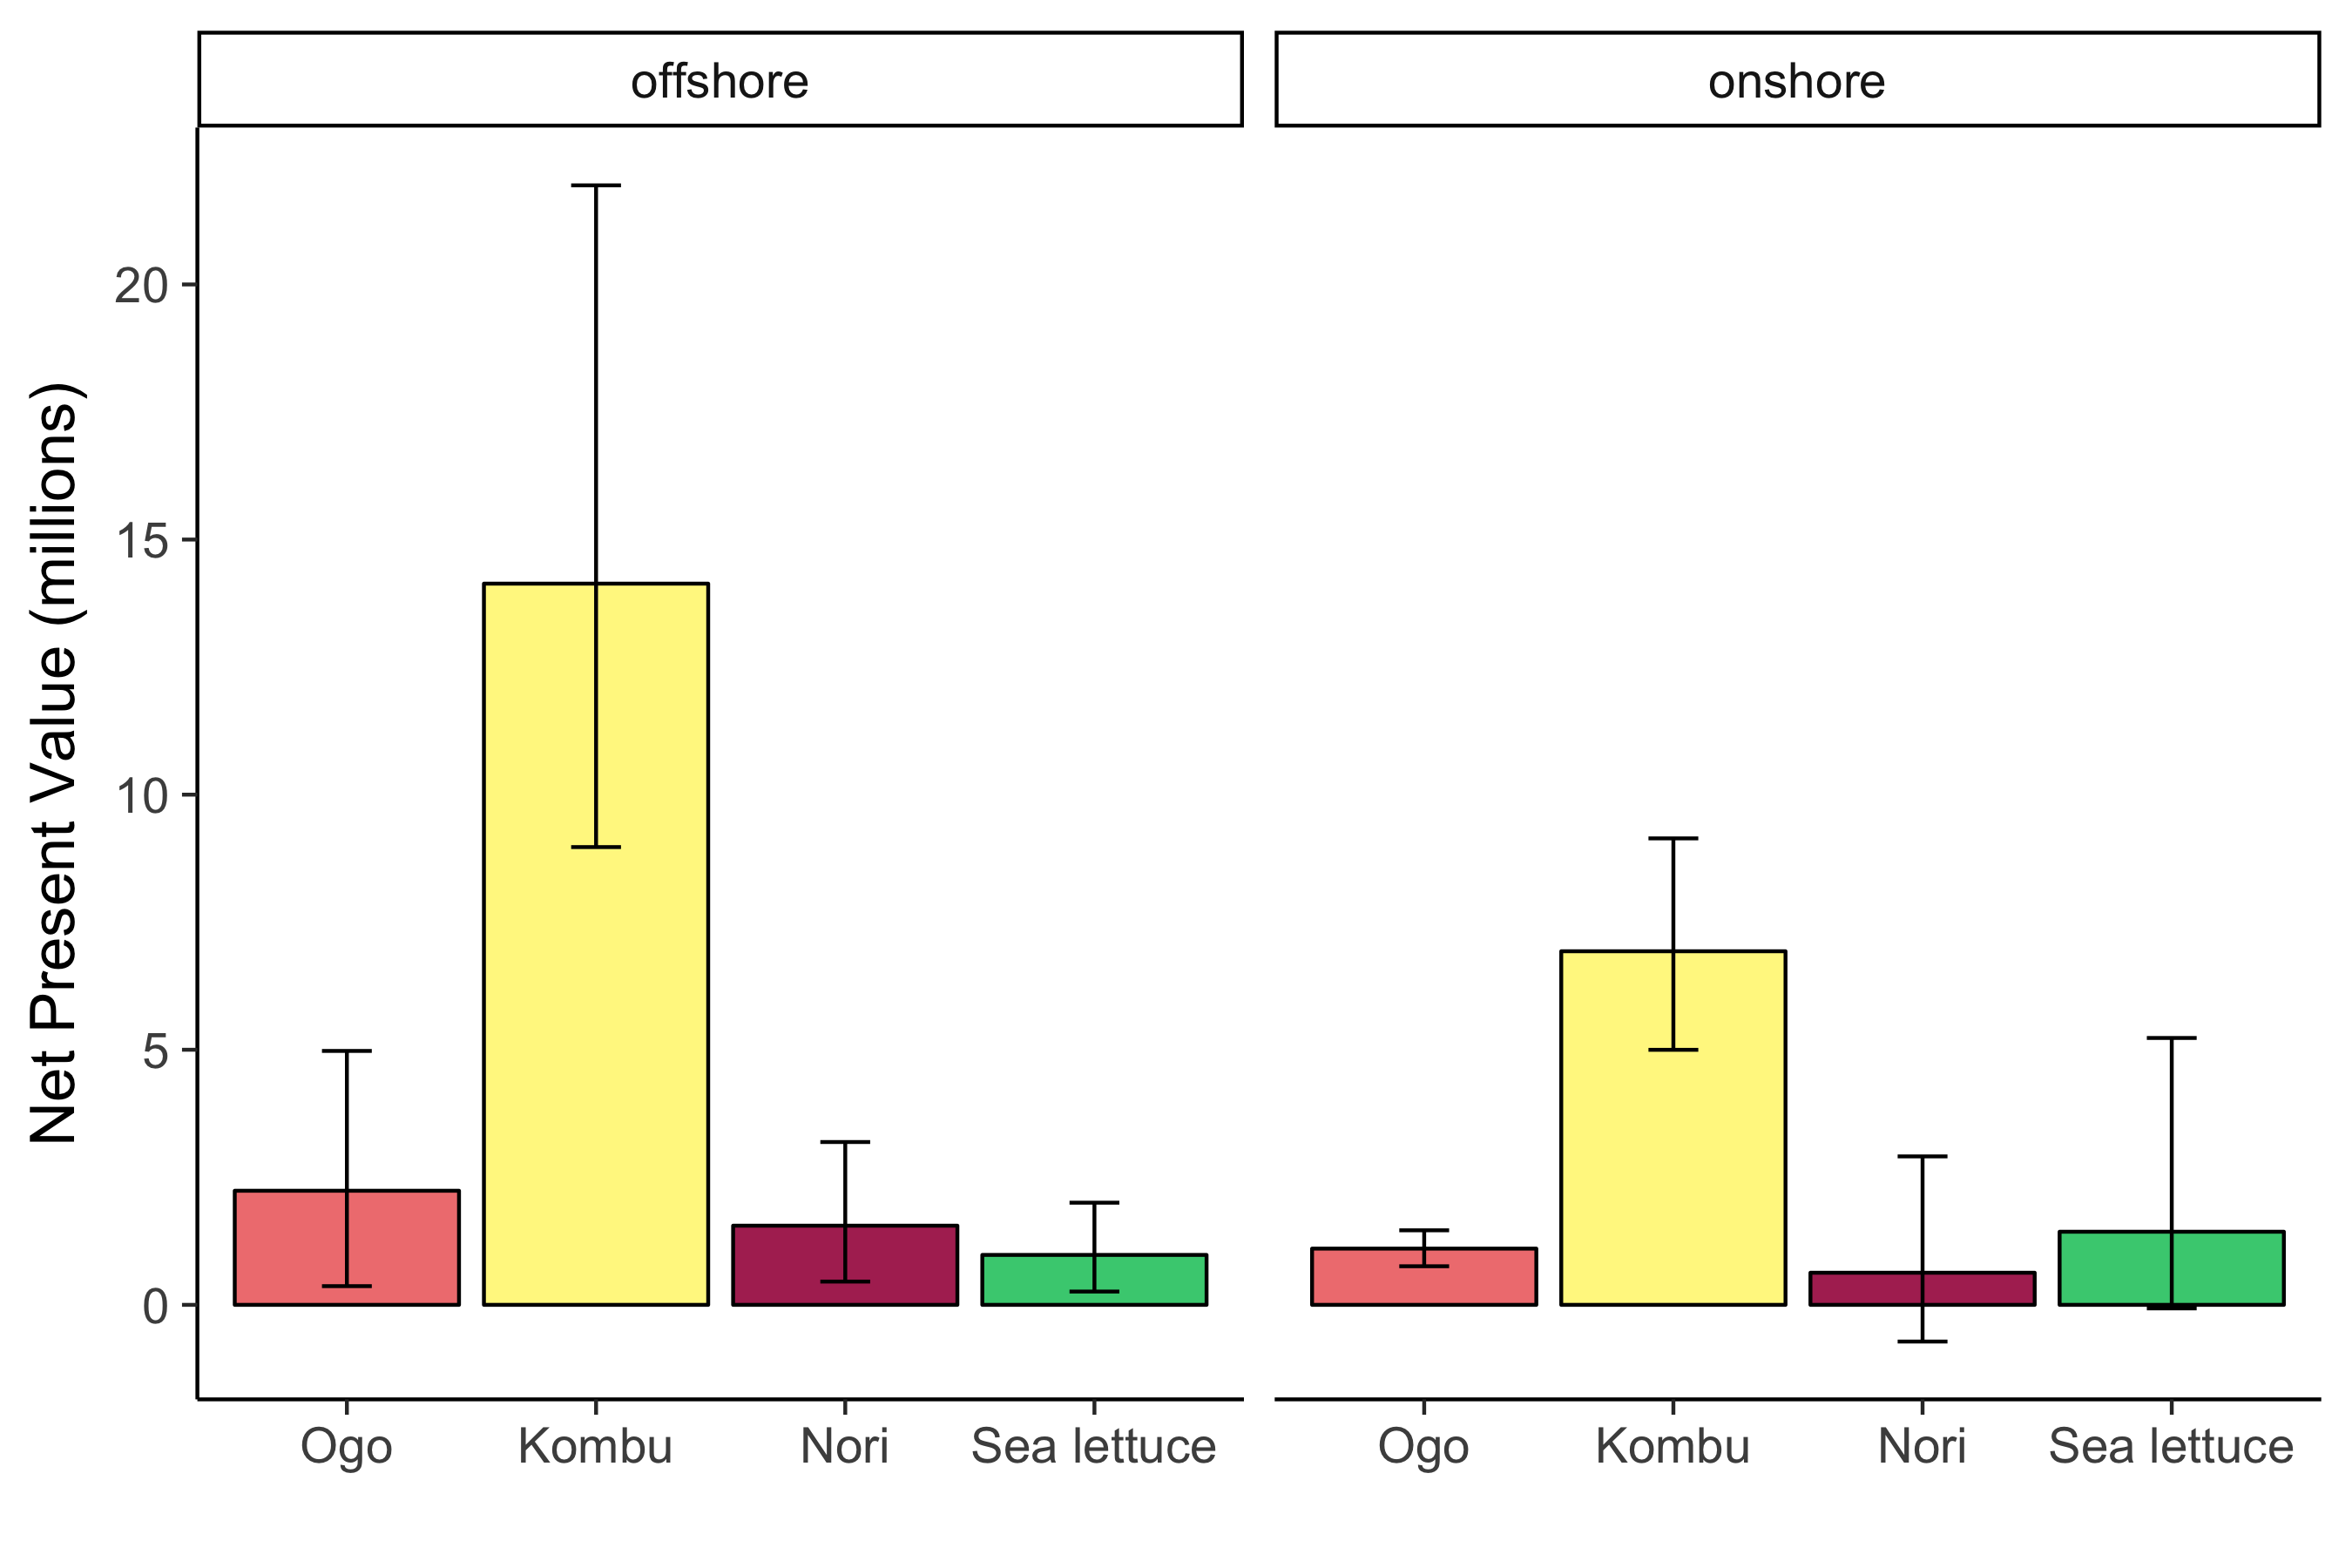 offshore
onshore
Net Present Value (millions)
20
15
10
5
0
Ogo
Kombu
Nori
Sea lettuce
Ogo
Kombu
Nori
Sea lettuce